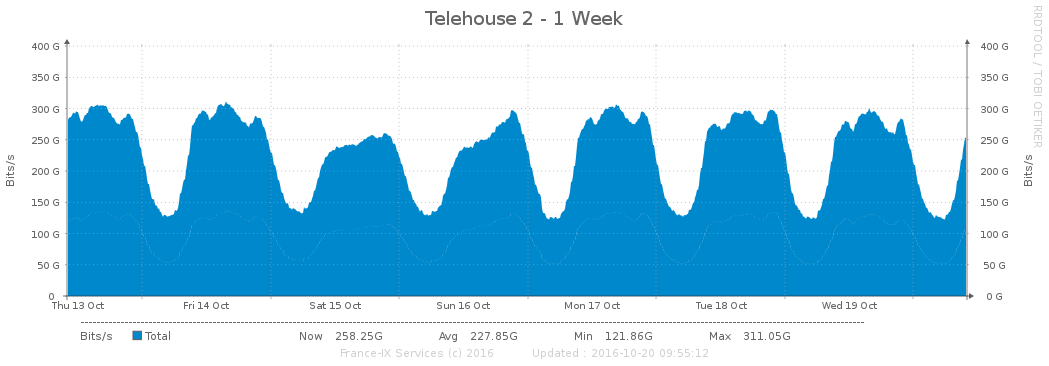 Telehouse 2 - 1 Week
RRDTOOL / TOBI OETIKER
400 G 400 G
350 G 350 G
300 G 300 G
250 G 250 G
200 G 200 G
150 G 150 G
100 G 100 G
50 G 50 G
0 0 G
Bits/s
Bits/s
Thu 13 Oct Fri 14 Oct Sat 15 Oct Sun 16 Oct Mon 17 Oct Tue 18 Oct Wed 19 Oct
Bits/s Total Now 258.25G Avg 227.85G Min 121.86G Max 311.05G
France-IX Services (c) 2016 Updated : 2016-10-20 09:55:12